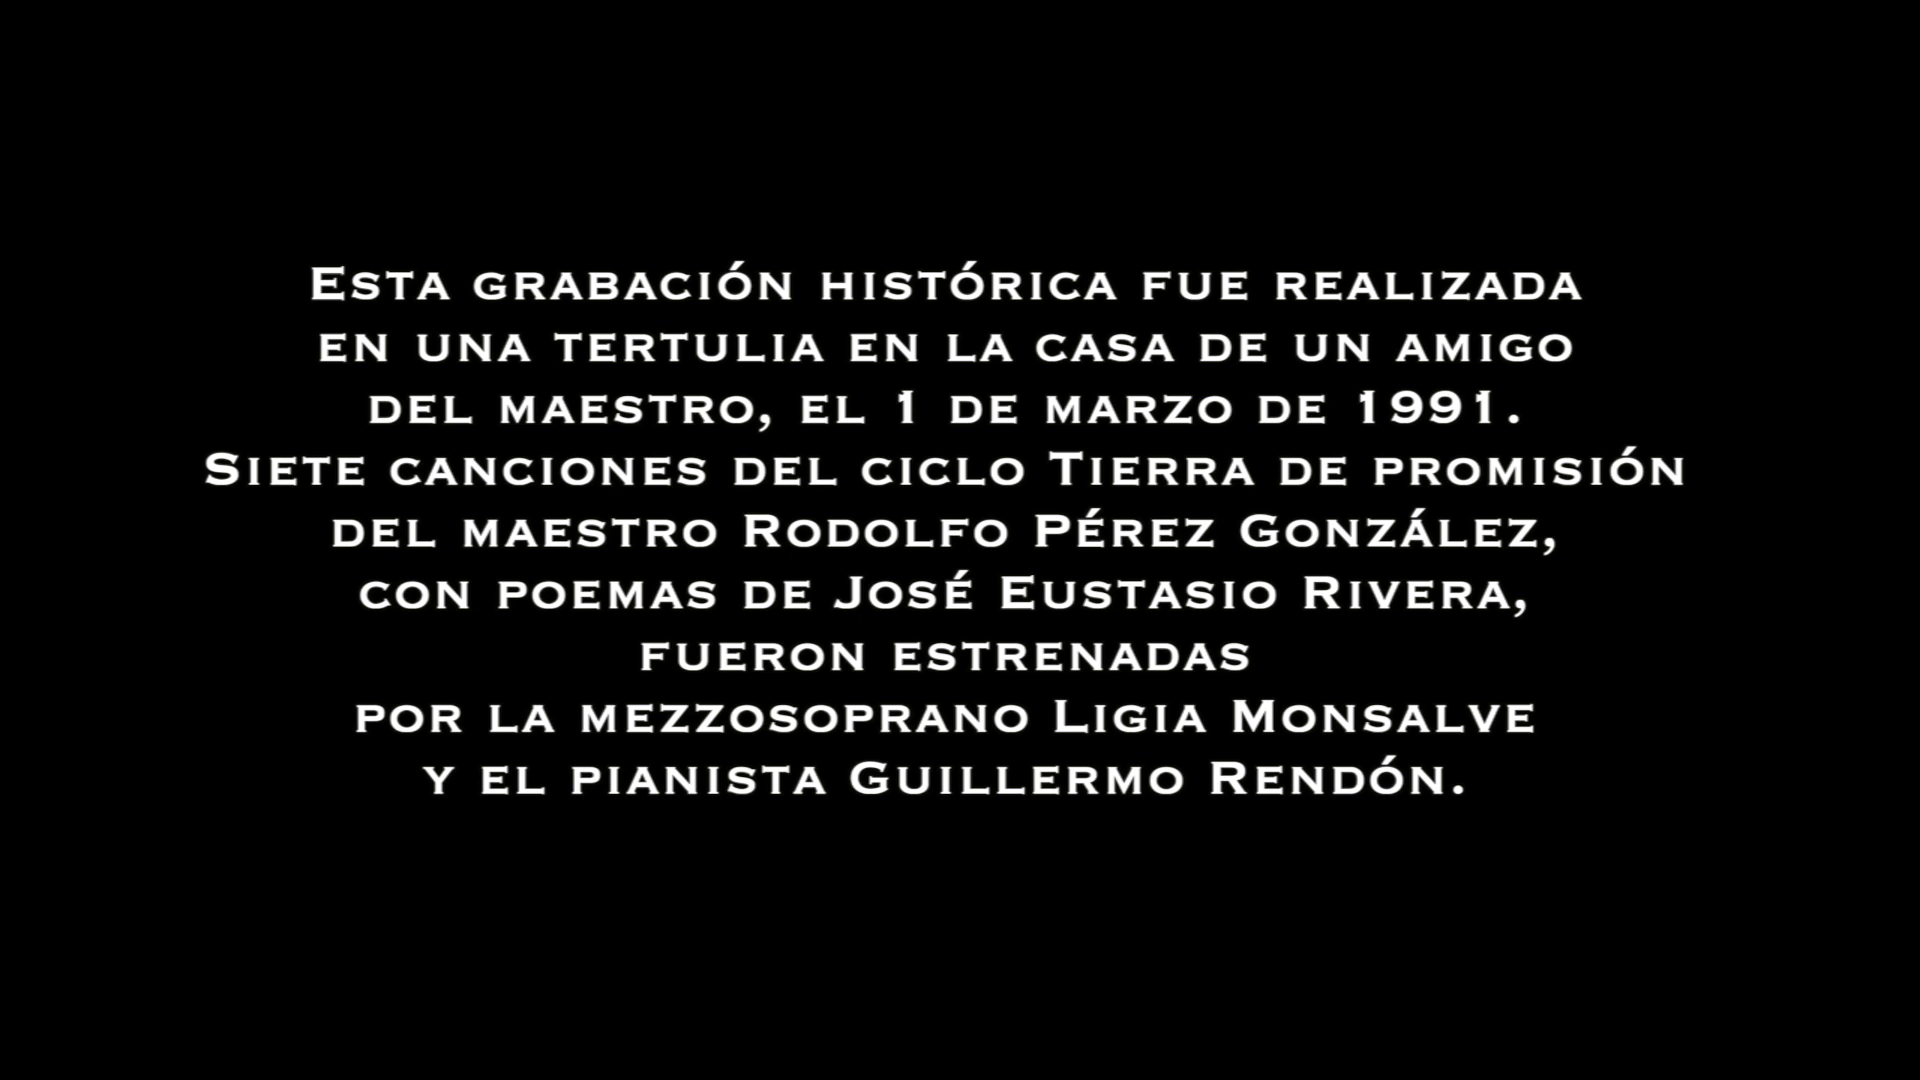 Esta grabación histórica fue realizada
en una tertulia en la casa de un amigo
del maestro, el 1 de marzo de 1991.
Siete canciones del ciclo Tierra de promisión
del maestro Rodolfo Pérez González,
con poemas de José Eustasio Rivera,
fueron estrenadas
por la mezzosoprano Ligia Monsalve
y el pianista Guillermo Rendón.